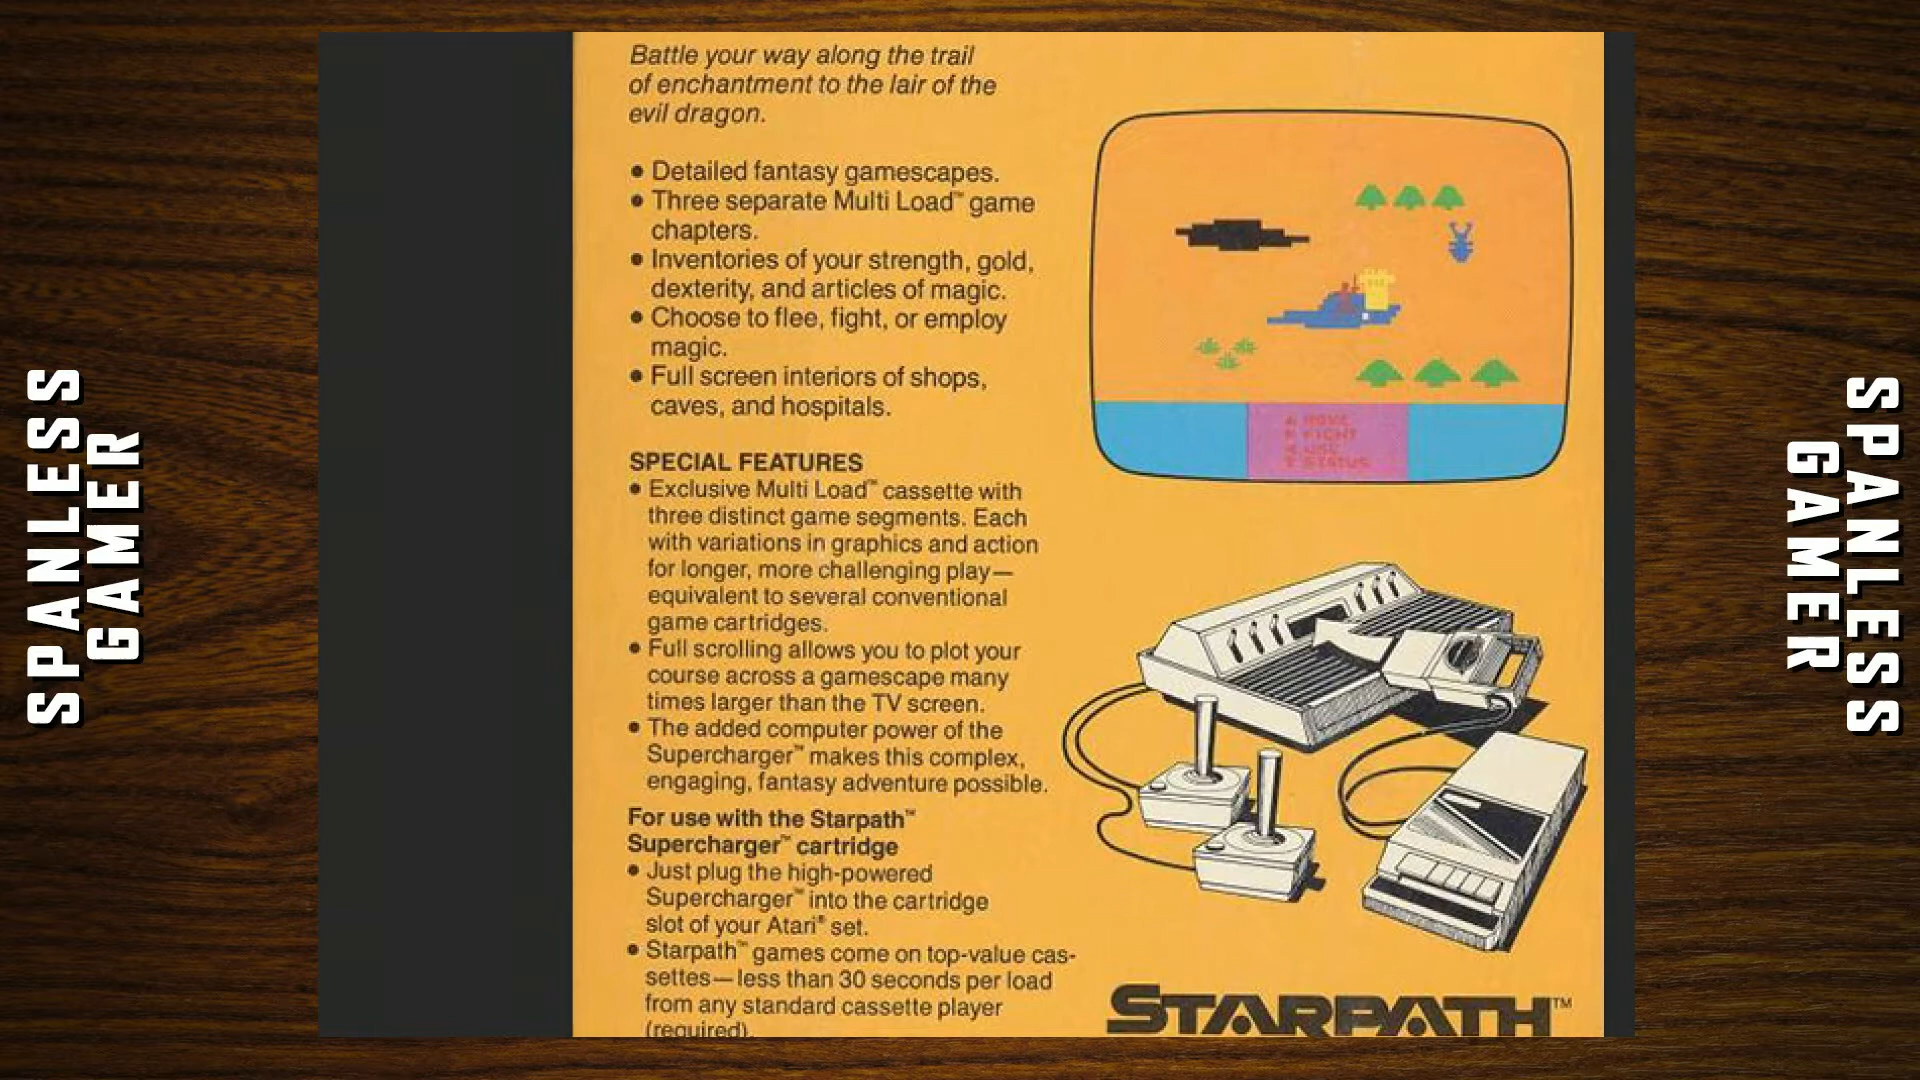 Battle your way along the trail
of enchantment to the lair of the
evil dragon.
• Detailed fantasy gamescapes.
• Three separate Multi Load™ game
chapters.
• Inventories of your strength, gold,
dexterity, and articles of magic.
• Choose to flee, fight, or employ
magic.
• Full screen interiors of shops,
caves, and hospitals.
SPECIAL FEATURES
• Exclusive Multi Load™ cassette with
three distinct game segments. Each
with variations in graphics and action
for longer, more challenging play—
equivalent to several conventional
game cartridges.
• Full scrolling allows you to plot your
course across a gamescape many
times larger than the TV screen.
• The added computer power of the
Supercharger™ makes this complex,
engaging, fantasy adventure possible.
For use with the Starpath™
Supercharger™ cartridge
• Just plug the high-powered
Supercharger™ into the cartridge
slot of your Atari® set.
• Starpath™ games come on top-value cas-
settes—less than 30 seconds per load
from any standard cassette player
(required).
MOVE
FIGHT
USE
STATUS
STARPATH™
SPANLESS
GAMER
SPANLESS
GAMER